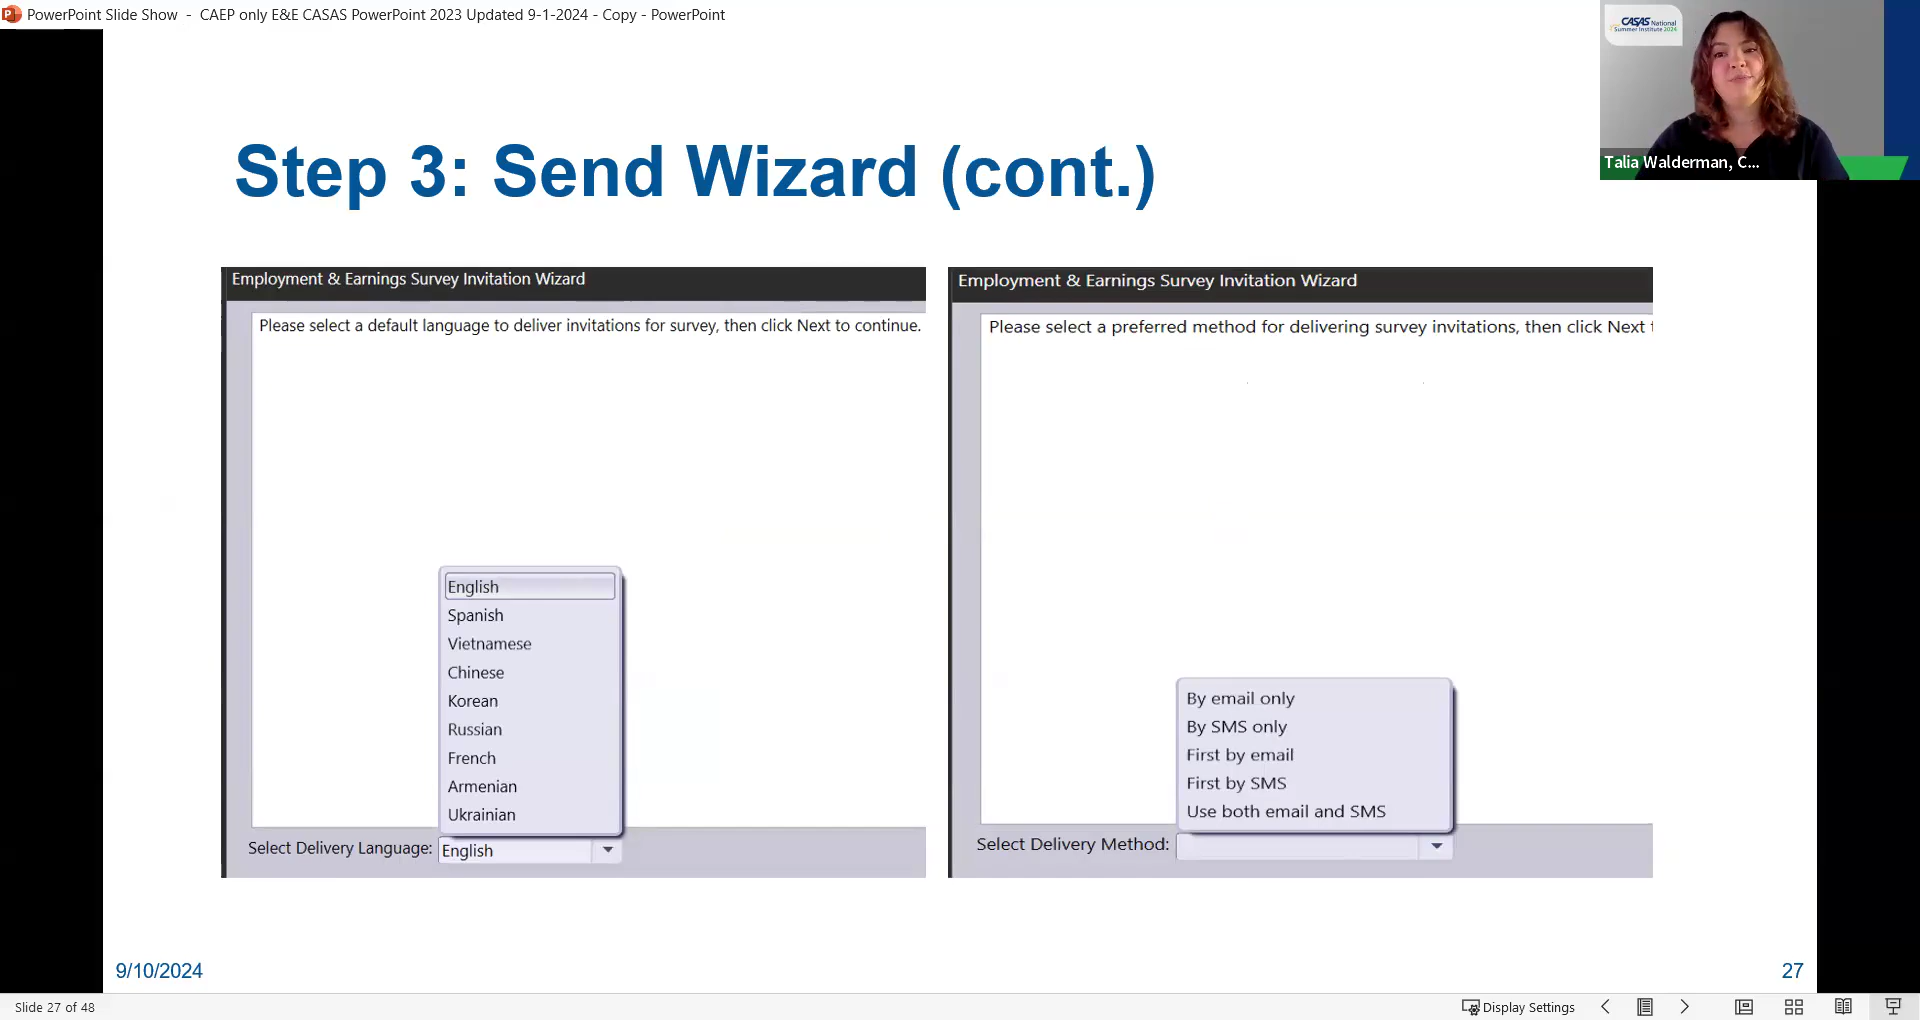 PowerPoint Slide Show - CAEP only E&E CASAS PowerPoint 2023 Updated 9-1-2024 - Copy - PowerPoint
CASAS National
Summer Institute 2024
Talia Walderman, C...
Step 3: Send Wizard (cont.)
Employment & Earnings Survey Invitation Wizard
Please select a default language to deliver invitations for survey, then click Next to continue.
English
Spanish
Vietnamese
Chinese
Korean
Russian
French
Armenian
Ukrainian
Select Delivery Language: English
Employment & Earnings Survey Invitation Wizard
Please select a preferred method for delivering survey invitations, then click Next t
By email only
By SMS only
First by email
First by SMS
Use both email and SMS
Select Delivery Method:
9/10/2024
27
Slide 27 of 48
Display Settings